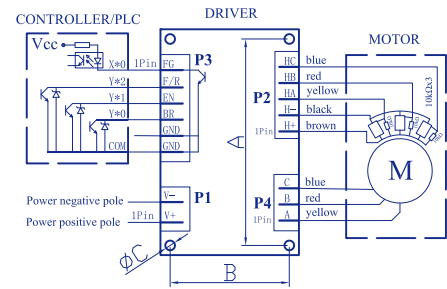 CONTROLLER/PLC
DRIVER
MOTOR
Vcc
X*0 1Pin FG P3
Y*2 F/R
Y*1 EN
Y*0 BR
GND
COM GND
HC blue
HB red
P2 HA yellow
H- black
1Pin H+ brown
10kΩx3
A
M
P1
Power negative pole V-
Power positive pole 1Pin V+
C blue
P4 B red
1Pin A yellow
ØC
B